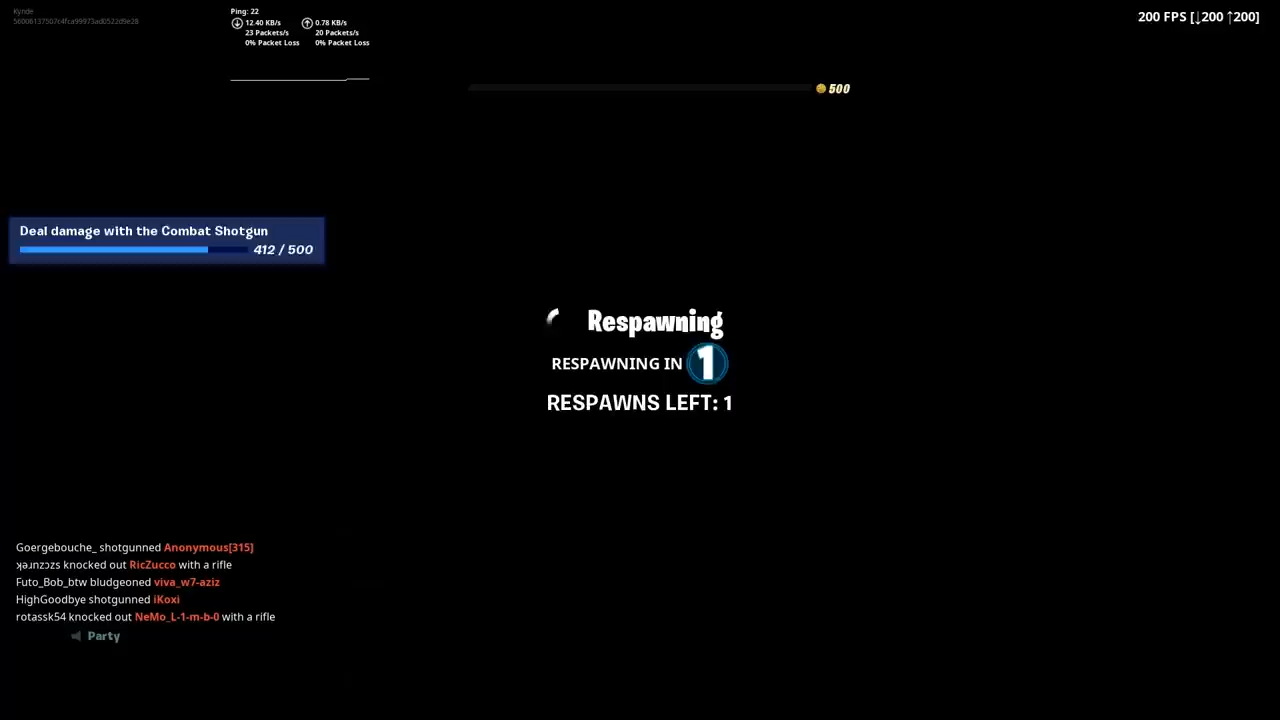 Kynde
Ping: 22
12.40 KB/s 0.78 KB/s
23 Packets/s 20 Packets/s
0% Packet Loss 0% Packet Loss
200 FPS [↓200 ↑200]
500
Deal damage with the Combat Shotgun
412 / 500
Respawning
RESPAWNING IN 1
RESPAWNS LEFT: 1
Goergebouche_ shotgunned Anonymous[315]
knocked out RicZucco with a rifle
Futo_Bob_btw bludgeoned viva_w7-aziz
HighGoodbye shotgunned iKoxi
rotassk54 knocked out NeMo_L-1-m-b-0 with a rifle
Party